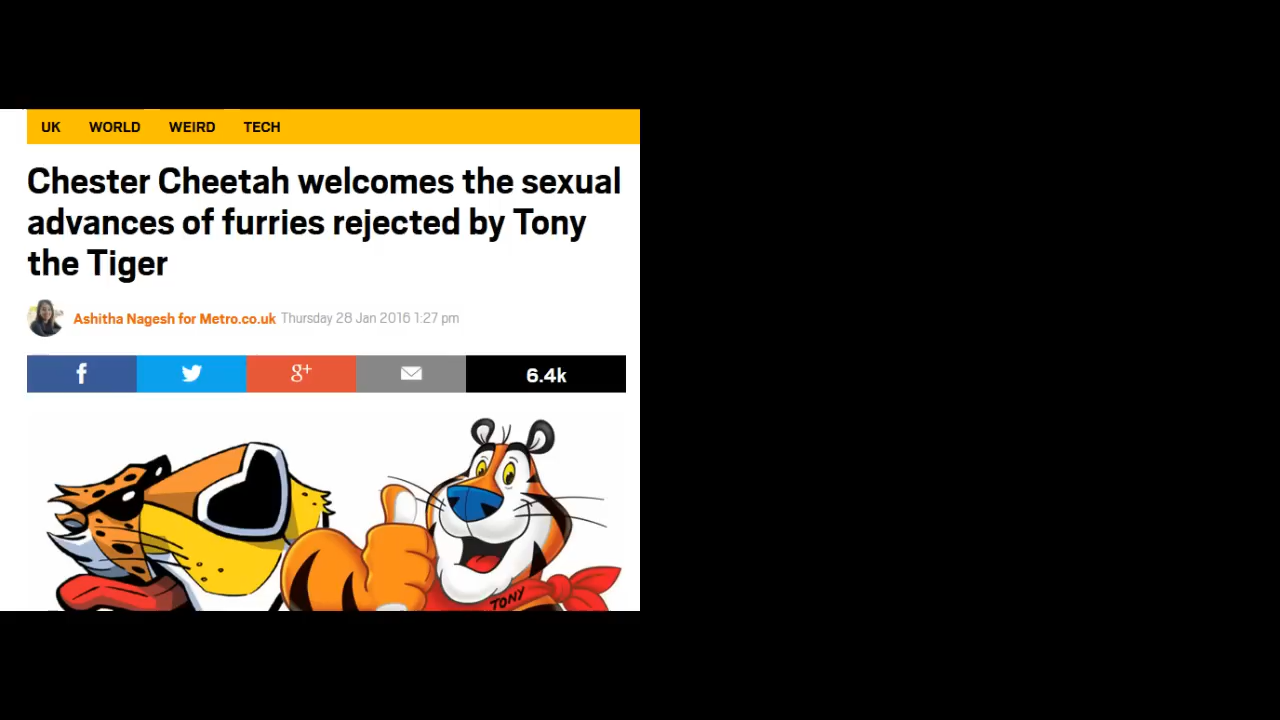 UK WORLD WEIRD TECH
Chester Cheetah welcomes the sexual
advances of furries rejected by Tony
the Tiger
Ashitha Nagesh for Metro.co.uk Thursday 28 Jan 2016 1:27 pm
f g+ 6.4k
TONY